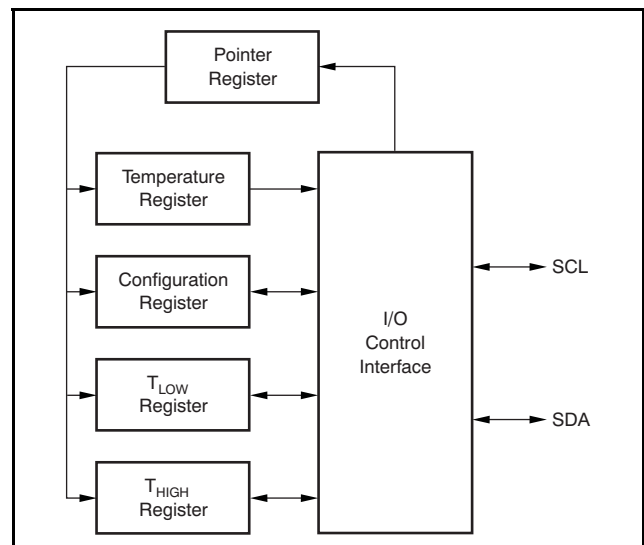 Pointer
Register
Temperature
Register
Configuration
Register
T_LOW
Register
T_HIGH
Register
I/O
Control
Interface
SCL
SDA